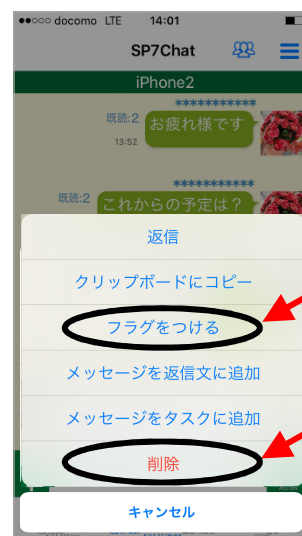 docomo LTE 14:01
SP7Chat
iPhone2
***********
既読:2
お疲れ様です
13:52
***********
既読:2
これからの予定は？
返信
クリップボードにコピー
フラグをつける
メッセージを返信文に追加
メッセージをタスクに追加
削除
キャンセル